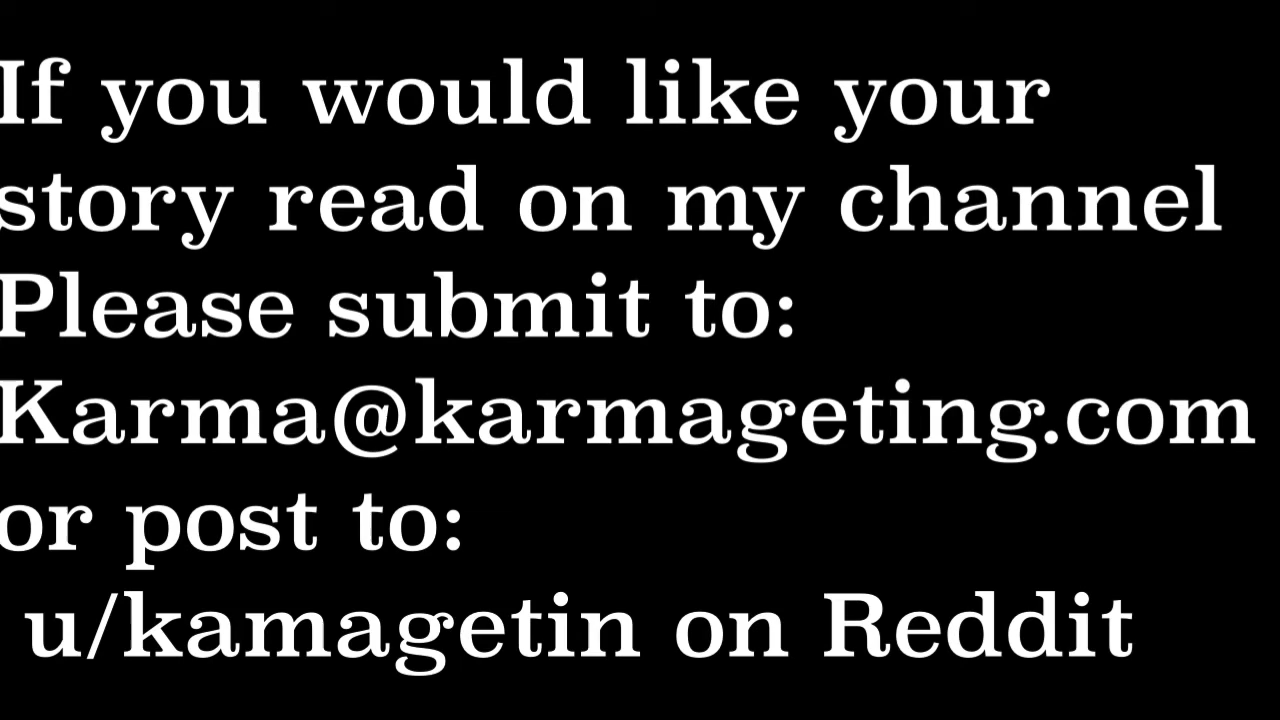 If you would like your
story read on my channel
Please submit to:
Karma@karmageting.com
or post to:
u/kamagetin on Reddit